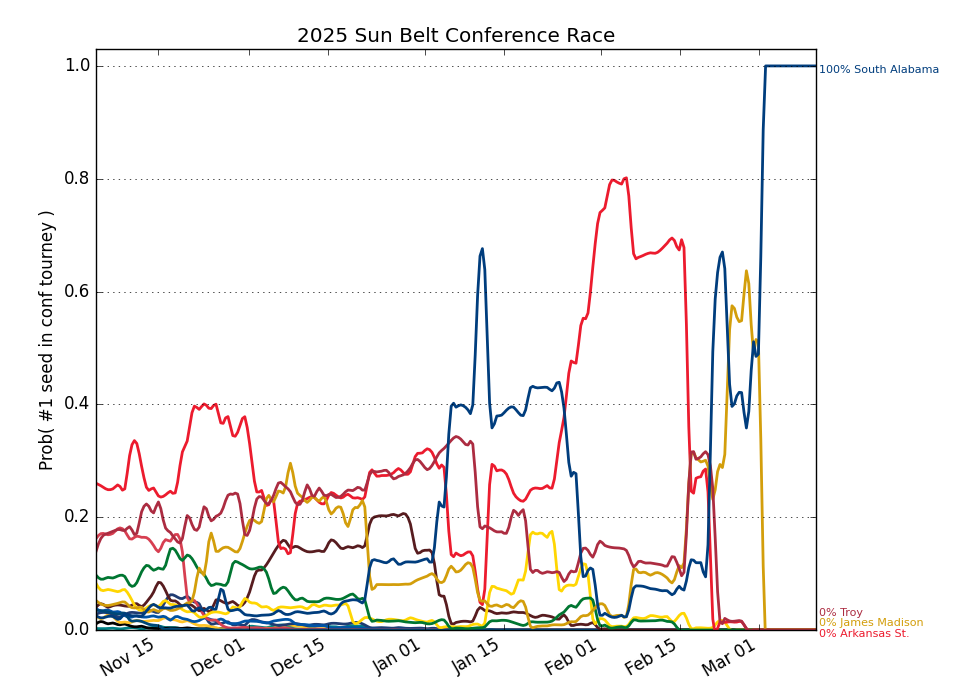 2025 Sun Belt Conference Race
Prob( #1 seed in conf tourney )
1.0
0.8
0.6
0.4
0.2
0.0
Nov 15
Dec 01
Dec 15
Jan 01
Jan 15
Feb 01
Feb 15
Mar 01
100% South Alabama
0% Troy
0% James Madison
0% Arkansas St.